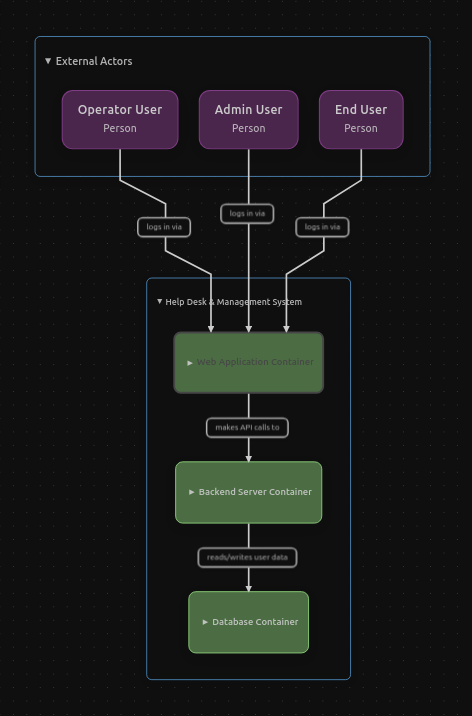 ▼ External Actors
Operator User
Person
Admin User
Person
End User
Person
logs in via
logs in via
logs in via
▼ Help Desk & Management System
► Web Application Container
makes API calls to
► Backend Server Container
reads/writes user data
► Database Container